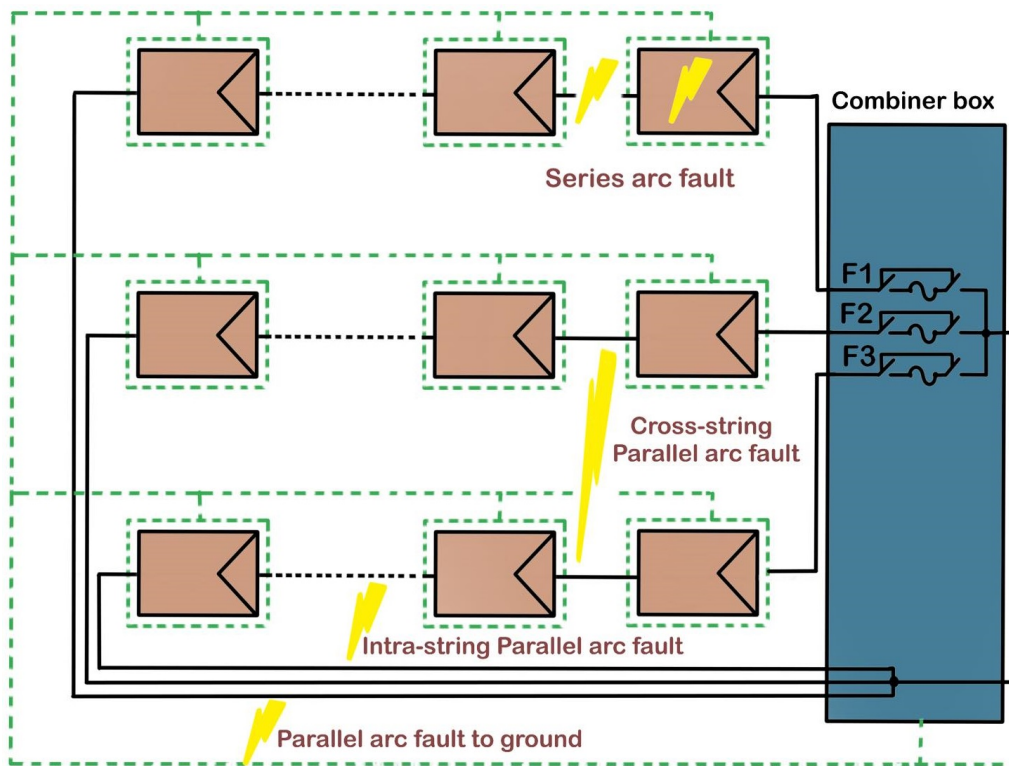 Combiner box
Series arc fault
F1
F2
F3
Cross-string
Parallel arc fault
Intra-string Parallel arc fault
Parallel arc fault to ground